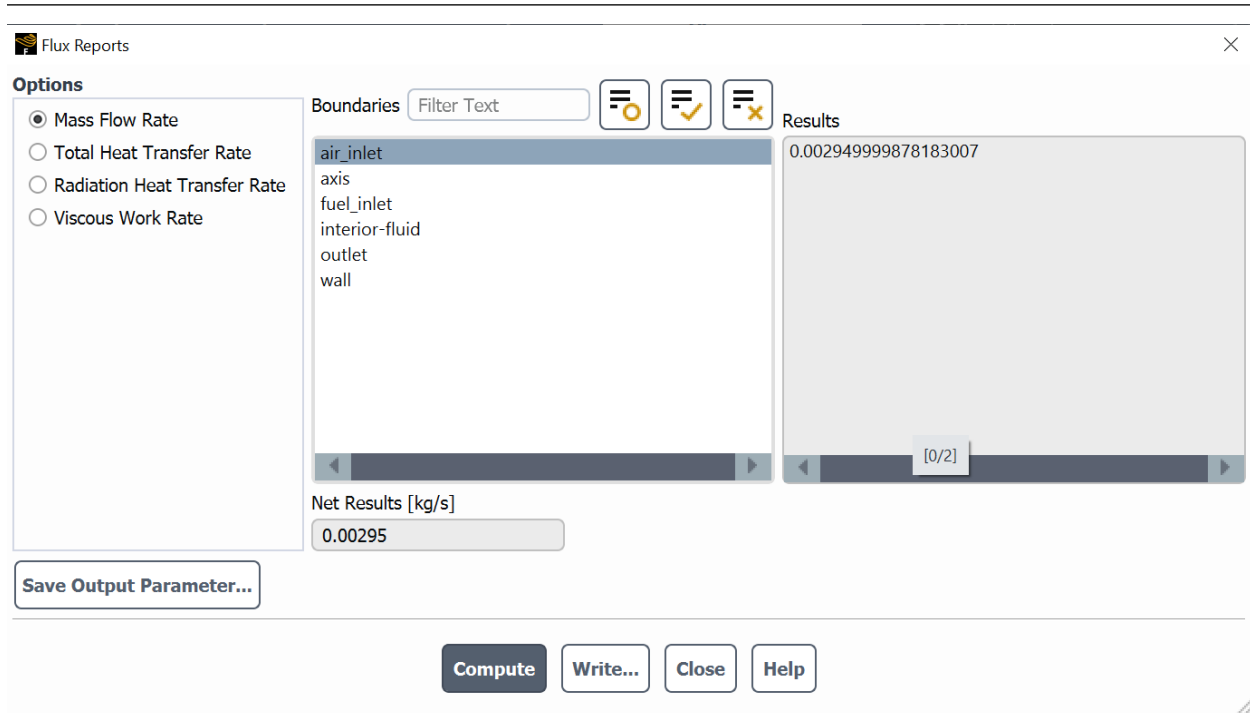 Flux Reports
Options
Mass Flow Rate
Total Heat Transfer Rate
Radiation Heat Transfer Rate
Viscous Work Rate
Boundaries Filter Text
air_inlet
axis
fuel_inlet
interior-fluid
outlet
wall
Results
0.002949999878183007
[0/2]
Net Results [kg/s]
0.00295
Save Output Parameter...
Compute Write... Close Help